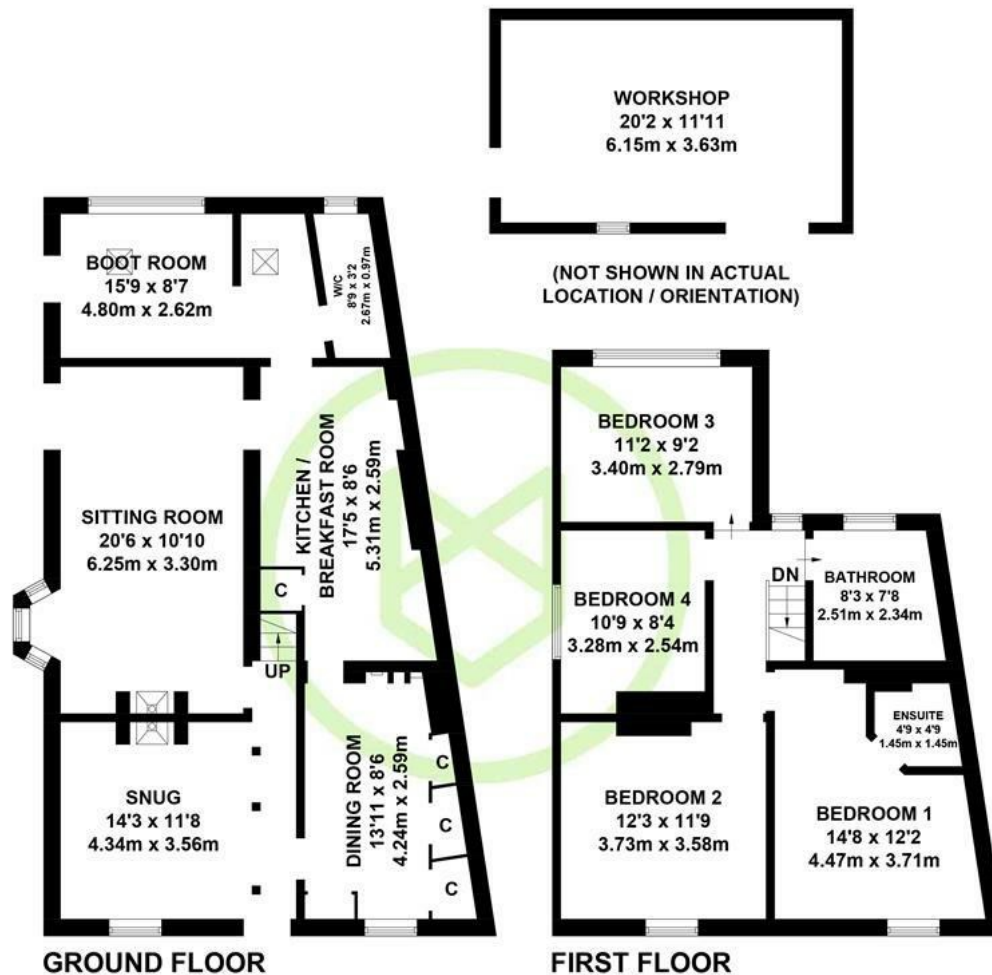 WORKSHOP
20'2 x 11'11
6.15m x 3.63m
(NOT SHOWN IN ACTUAL
LOCATION / ORIENTATION)
BOOT ROOM
15'9 x 8'7
4.80m x 2.62m
W/C
8'9 x 3'2
2.67m x 0.97m
SITTING ROOM
20'6 x 10'10
6.25m x 3.30m
KITCHEN /
BREAKFAST ROOM
17'5 x 8'6
5.31m x 2.59m
C
UP
SNUG
14'3 x 11'8
4.34m x 3.56m
DINING ROOM
13'11 x 8'6
4.24m x 2.59m
C
C
C
GROUND FLOOR
BEDROOM 3
11'2 x 9'2
3.40m x 2.79m
BEDROOM 4
10'9 x 8'4
3.28m x 2.54m
DN
BATHROOM
8'3 x 7'8
2.51m x 2.34m
ENSUITE
4'9 x 4'9
1.45m x 1.45m
BEDROOM 2
12'3 x 11'9
3.73m x 3.58m
BEDROOM 1
14'8 x 12'2
4.47m x 3.71m
FIRST FLOOR